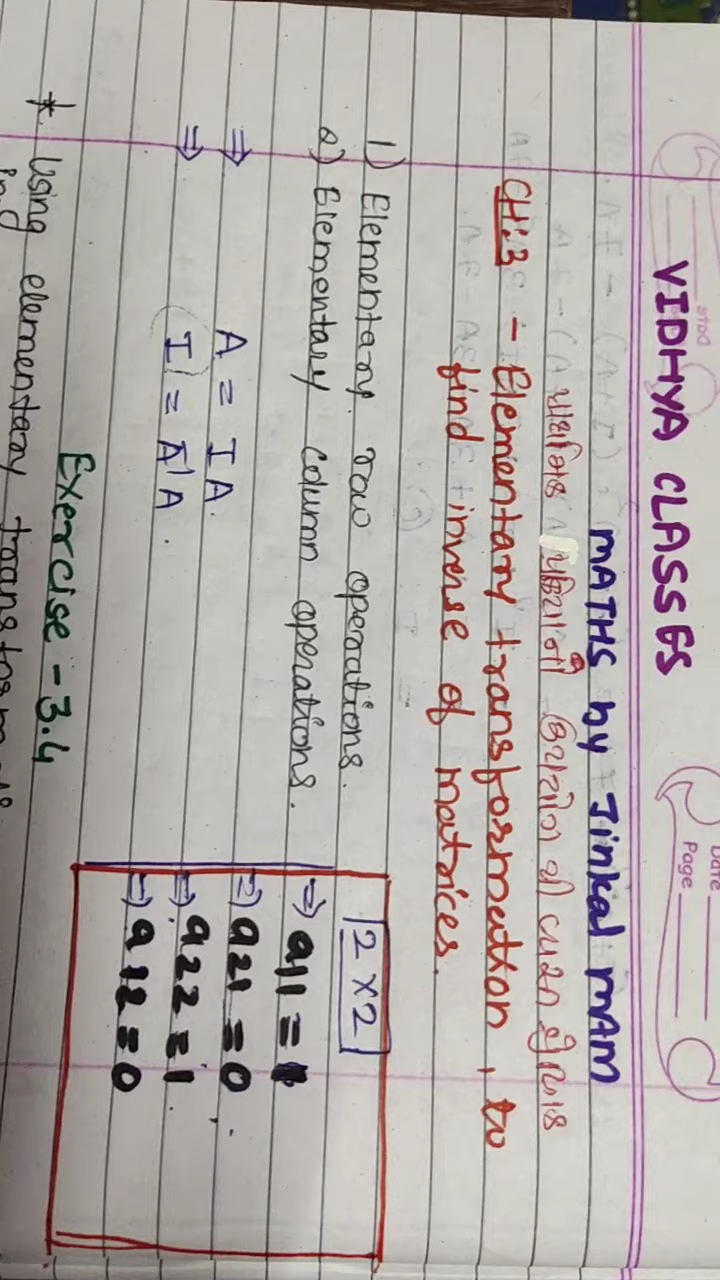 VIDHYA CLASSES
Date
Page
MATHS by Jinkal MAM
CH:3 - Elementary transformation, to
find inverse of matrices.
1) Elementary row operations.
2) Elementary column operations.
⇒ A = IA.
⇒ I = A⁻¹A.
2×2
⇒ a11 = 1
⇒ a21 = 0
⇒ a22 = 1
⇒ a12 = 0
Exercise - 3.4
* Using elementary